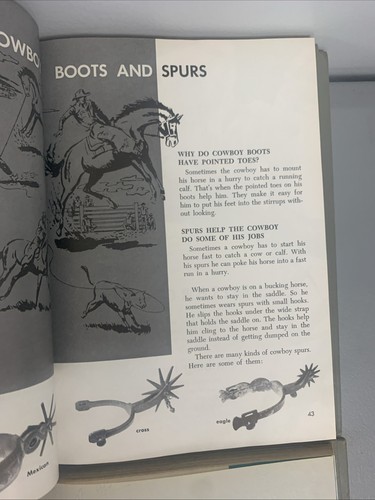 OWBO
BOOTS AND SPURS
WHY DO COWBOY BOOTS
HAVE POINTED TOES?
Sometimes the cowboy has to mount
his horse in a hurry to catch a running
calf. That's when the pointed toes on his
boots help him. They make it easy for
him to put his feet into the stirrups with-
out looking.
SPURS HELP THE COWBOY
DO SOME OF HIS JOBS
Sometimes a cowboy has to start his
horse fast to catch a cow or calf. With
his spurs he can poke his horse into a fast
run in a hurry.
When a cowboy is on a bucking horse,
he wants to stay in the saddle. So he
sometimes wears spurs with small hooks.
He slips the hooks under the wide strap
that holds the saddle on. The hooks help
him cling to the horse and stay in the
saddle instead of getting dumped on the
ground.
There are many kinds of cowboy spurs.
Here are some of them:
Mexican
cross
eagle
43